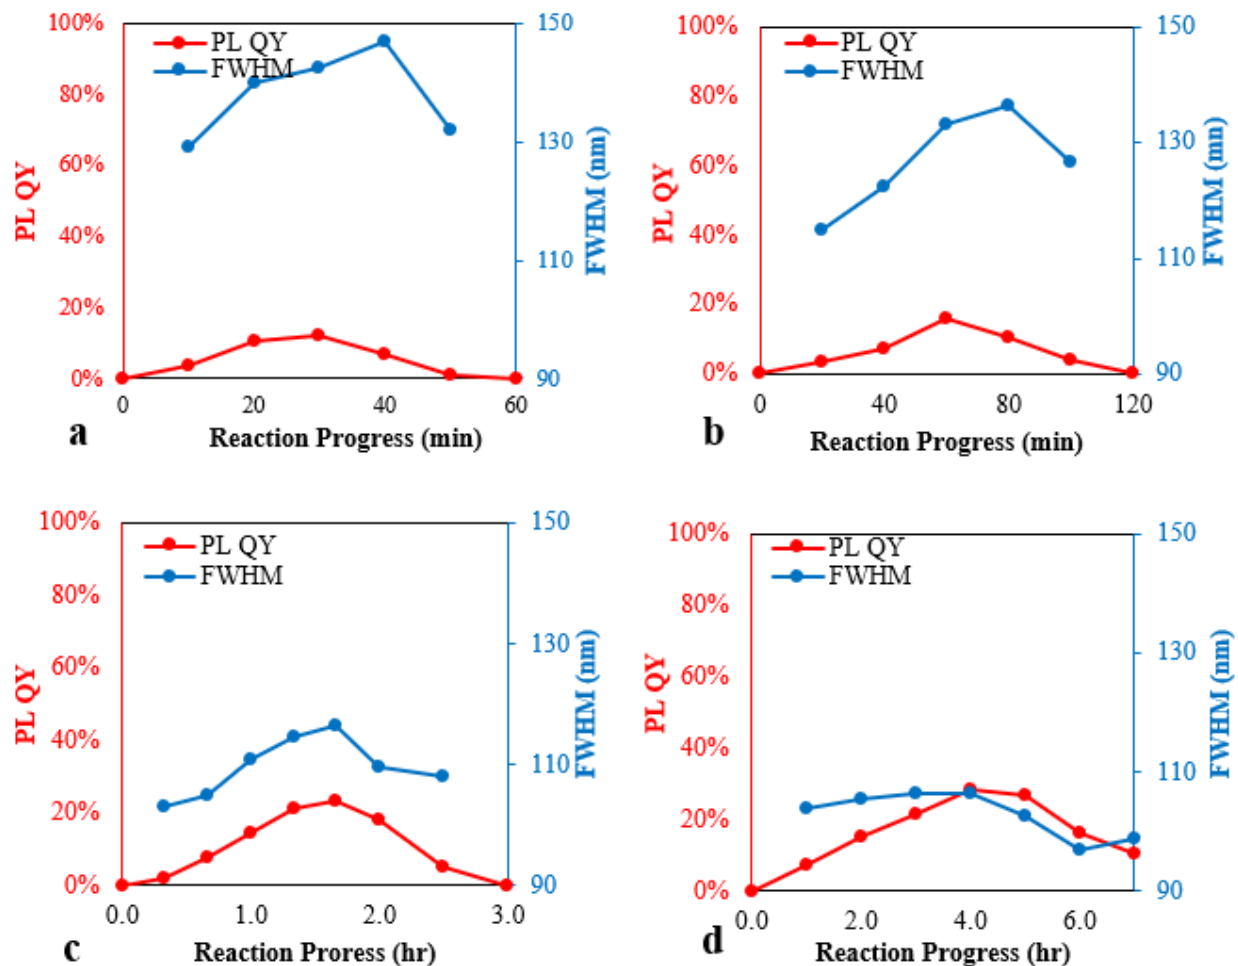 100%
80%
60%
40%
20%
0%
PL QY
PL QY
FWHM
150
130
110
90
FWHM (nm)
0
20
40
60
a
Reaction Progress (min)
100%
80%
60%
40%
20%
0%
PL QY
PL QY
FWHM
150
130
110
90
FWHM (mn)
0
40
80
120
b
Reaction Progress (min)
100%
80%
60%
40%
20%
0%
PL QY
PL QY
FWHM
150
130
110
90
FWHM (nm)
0.0
1.0
2.0
3.0
c
Reaction Proress (hr)
100%
80%
60%
40%
20%
0%
PL QY
PL QY
FWHM
150
130
110
90
FWHM (nm)
0.0
2.0
4.0
6.0
d
Reaction Progress (hr)